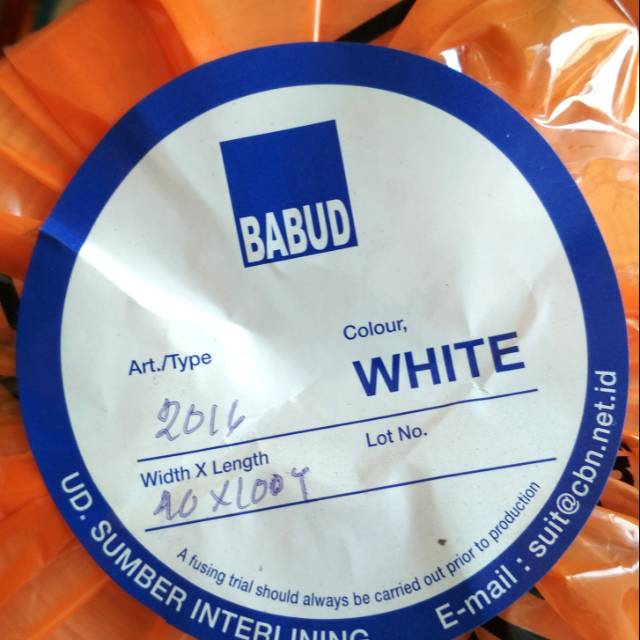 BABUD
Colour,
WHITE
Art./Type
2016
Lot No.
Width X Length
40 X 100Y
A fusing trial should always be carried out prior to production
UD. SUMBER INTERLINING
E-mail : suit@cbn.net.id